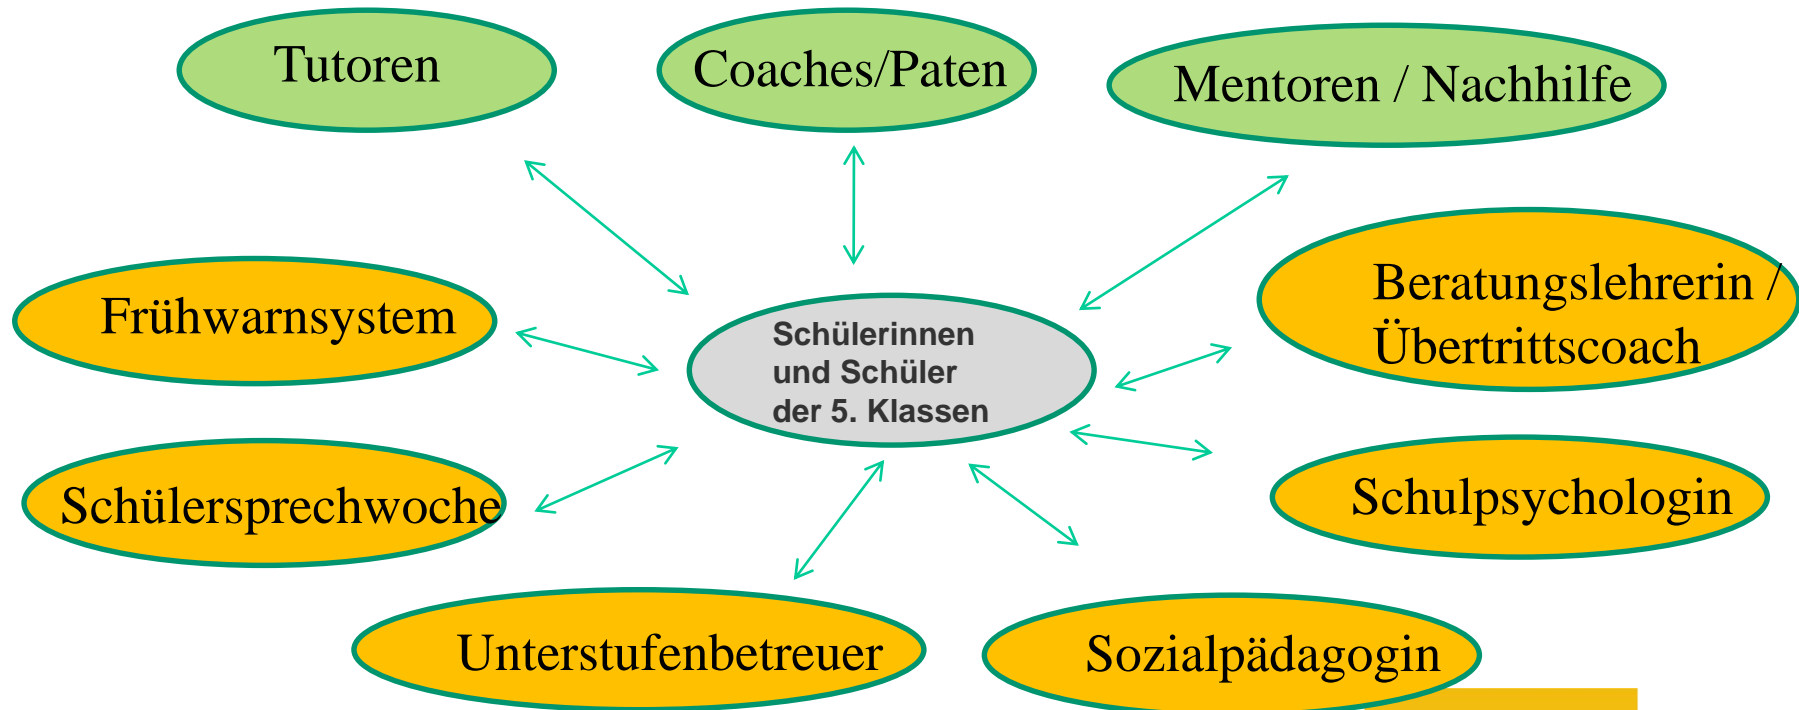 Tutoren
Coaches/Paten
Mentoren / Nachhilfe
Frühwarnsystem
Schülerinnen
und Schüler
der 5. Klassen
Beratungslehrerin /
Übertrittscoach
Schülersprechwoche
Schulpsychologin
Unterstufenbetreuer
Sozialpädagogin